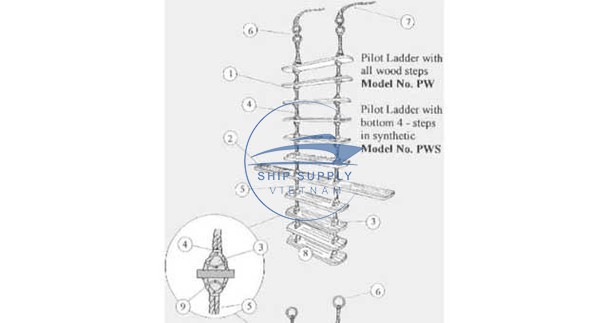 6
7
Pilot Ladder with
all wood steps
Model No. PW
1
4
Pilot Ladder with
bottom 4 - steps
in synthetic
Model No. PWS
2
SHIP SUPPLY
VIETNAM
5
3
4
3
8
9
5
6